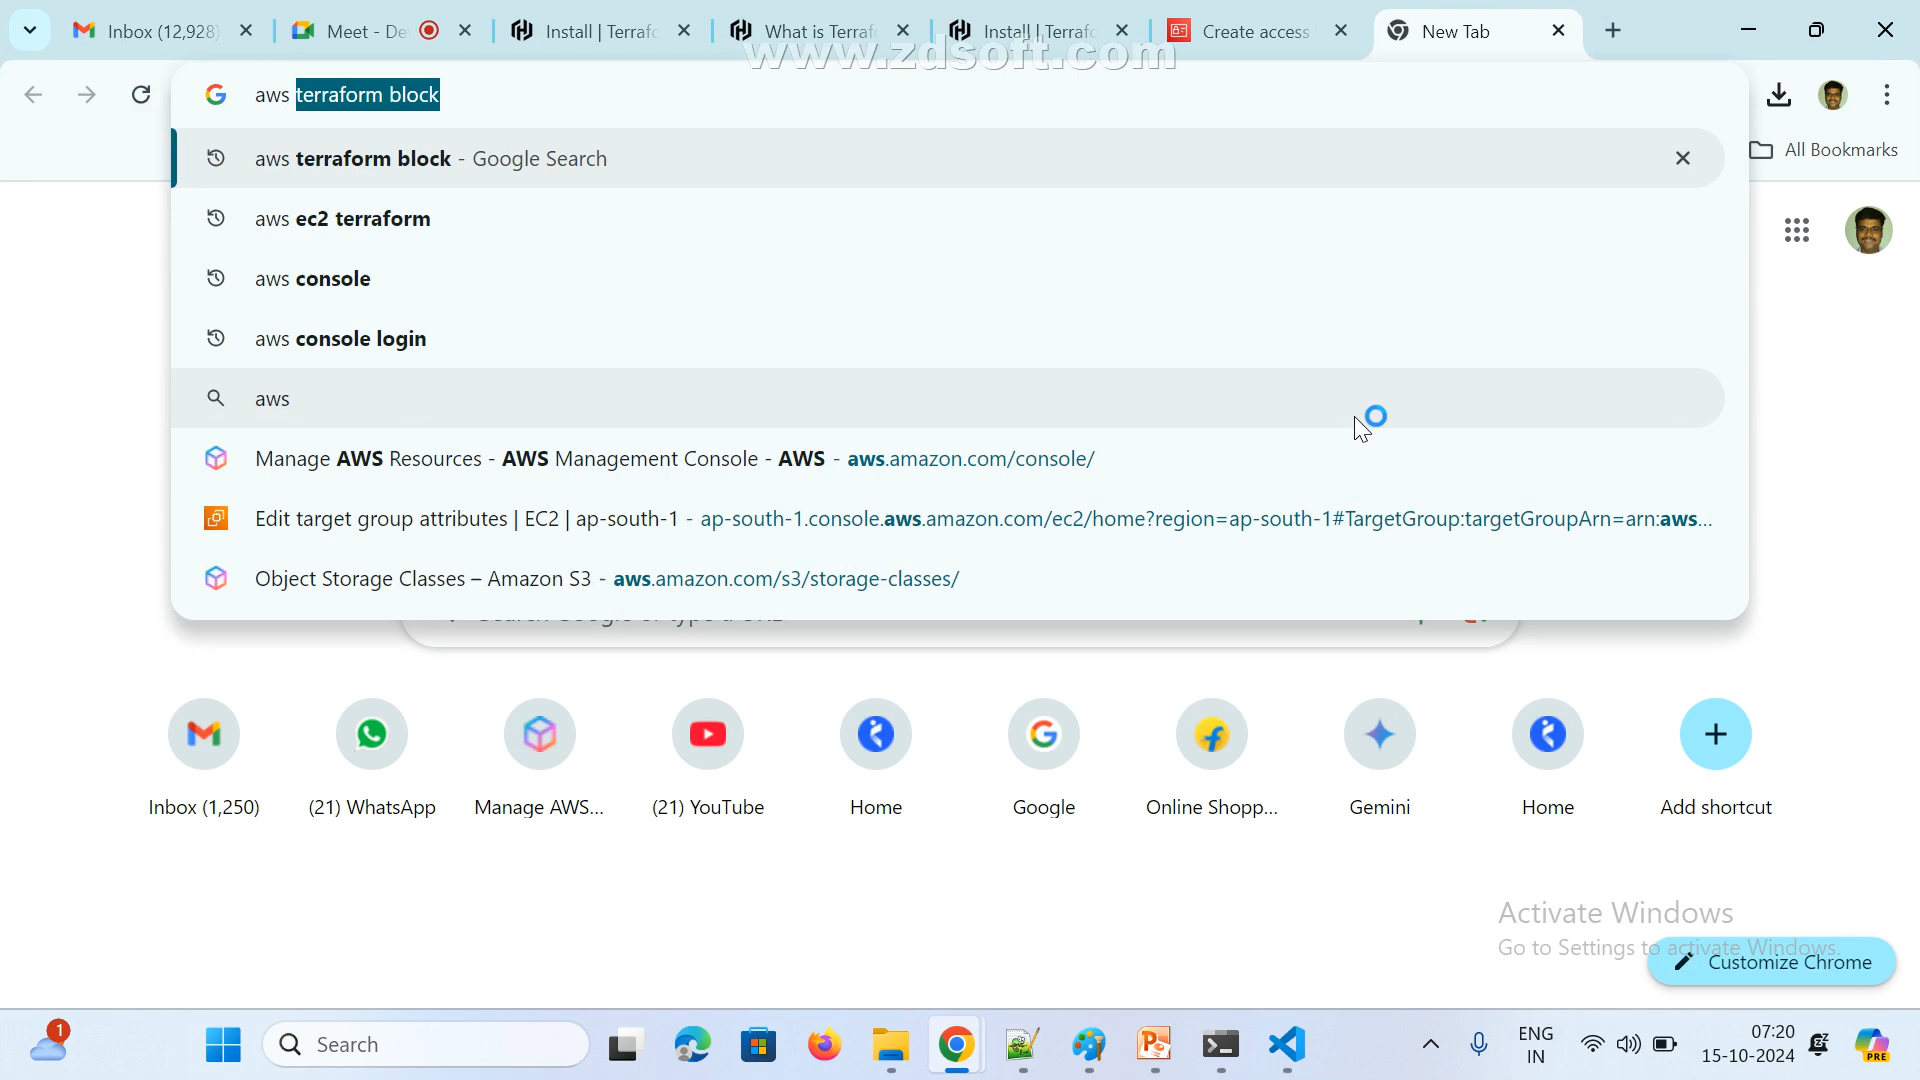 Inbox (12,928)
Meet - De
Install | Terrafo
What is Terraf
Install | Terrafo
Create access
New Tab
www.zdsoft.com
aws terraform block
aws terraform block - Google Search
All Bookmarks
aws ec2 terraform
aws console
aws console login
aws
Manage AWS Resources - AWS Management Console - AWS - aws.amazon.com/console/
Edit target group attributes | EC2 | ap-south-1 - ap-south-1.console.aws.amazon.com/ec2/home?region=ap-south-1#TargetGroup:targetGroupArn=arn:aws...
Object Storage Classes – Amazon S3 - aws.amazon.com/s3/storage-classes/
Inbox (1,250)
(21) WhatsApp
Manage AWS...
(21) YouTube
Home
Google
Online Shopp...
Gemini
Home
Add shortcut
Activate Windows
Go to Settings to activate Windows.
Customize Chrome
1
Search
ENG
IN
07:20
15-10-2024
PRE